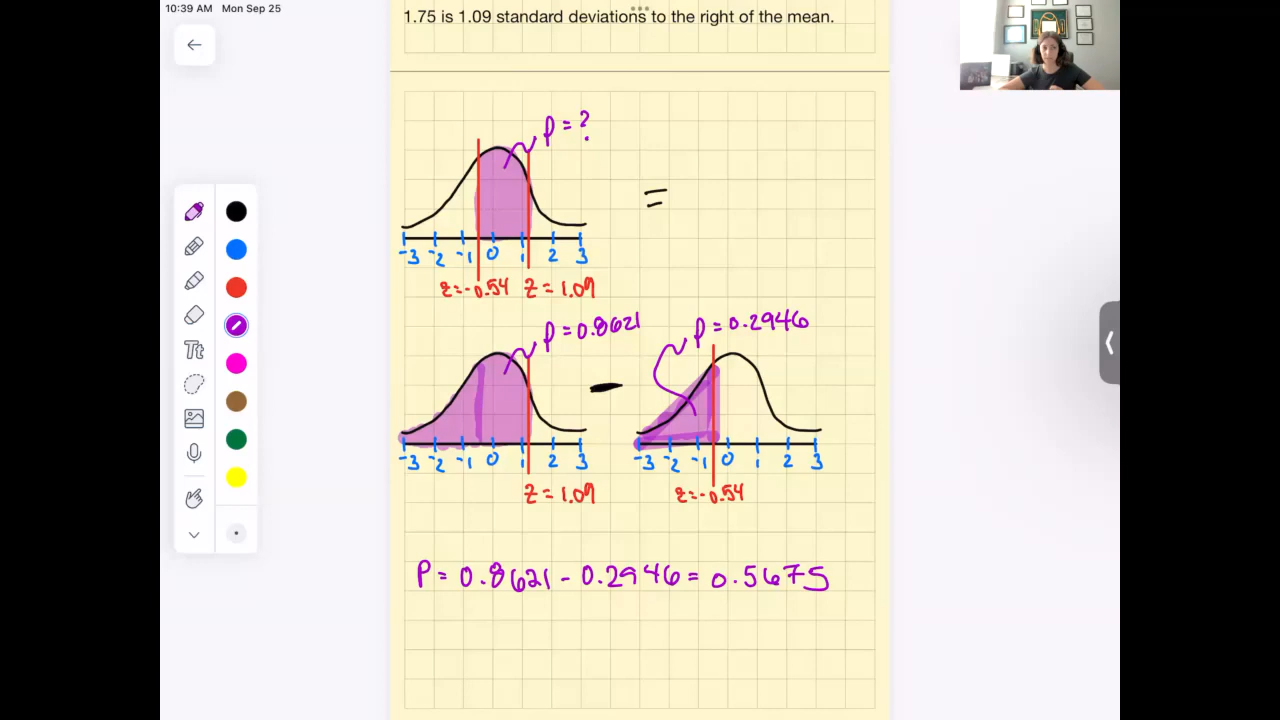 10:39 AM Mon Sep 25
1.75 is 1.09 standard deviations to the right of the mean.
P = ?
=
-3 -2 -1 0 1 2 3
z=-0.54 z = 1.09
P = 0.8621
P = 0.2946
-
-3 -2 -1 0 1 2 3
-3 -2 -1 0 1 2 3
z = 1.09
z=-0.54
P = 0.8621 - 0.2946 = 0.5675
Tt